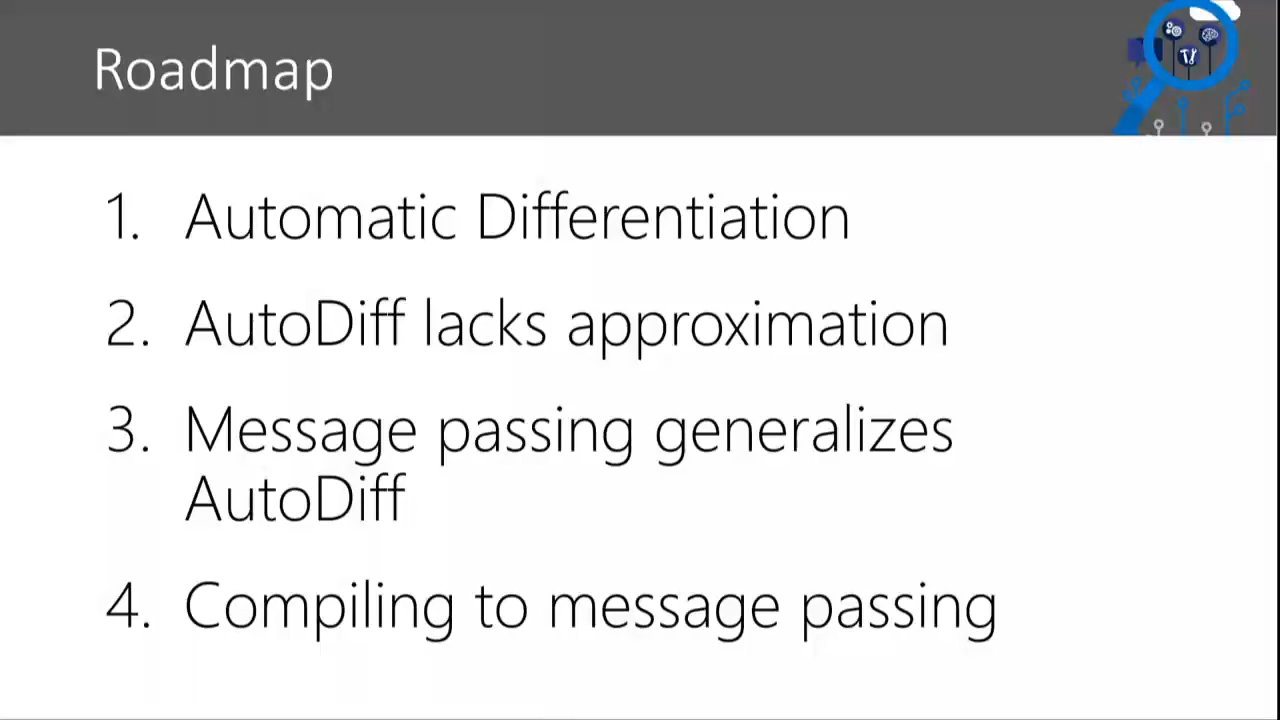 Roadmap
1. Automatic Differentiation
2. AutoDiff lacks approximation
3. Message passing generalizes
AutoDiff
4. Compiling to message passing